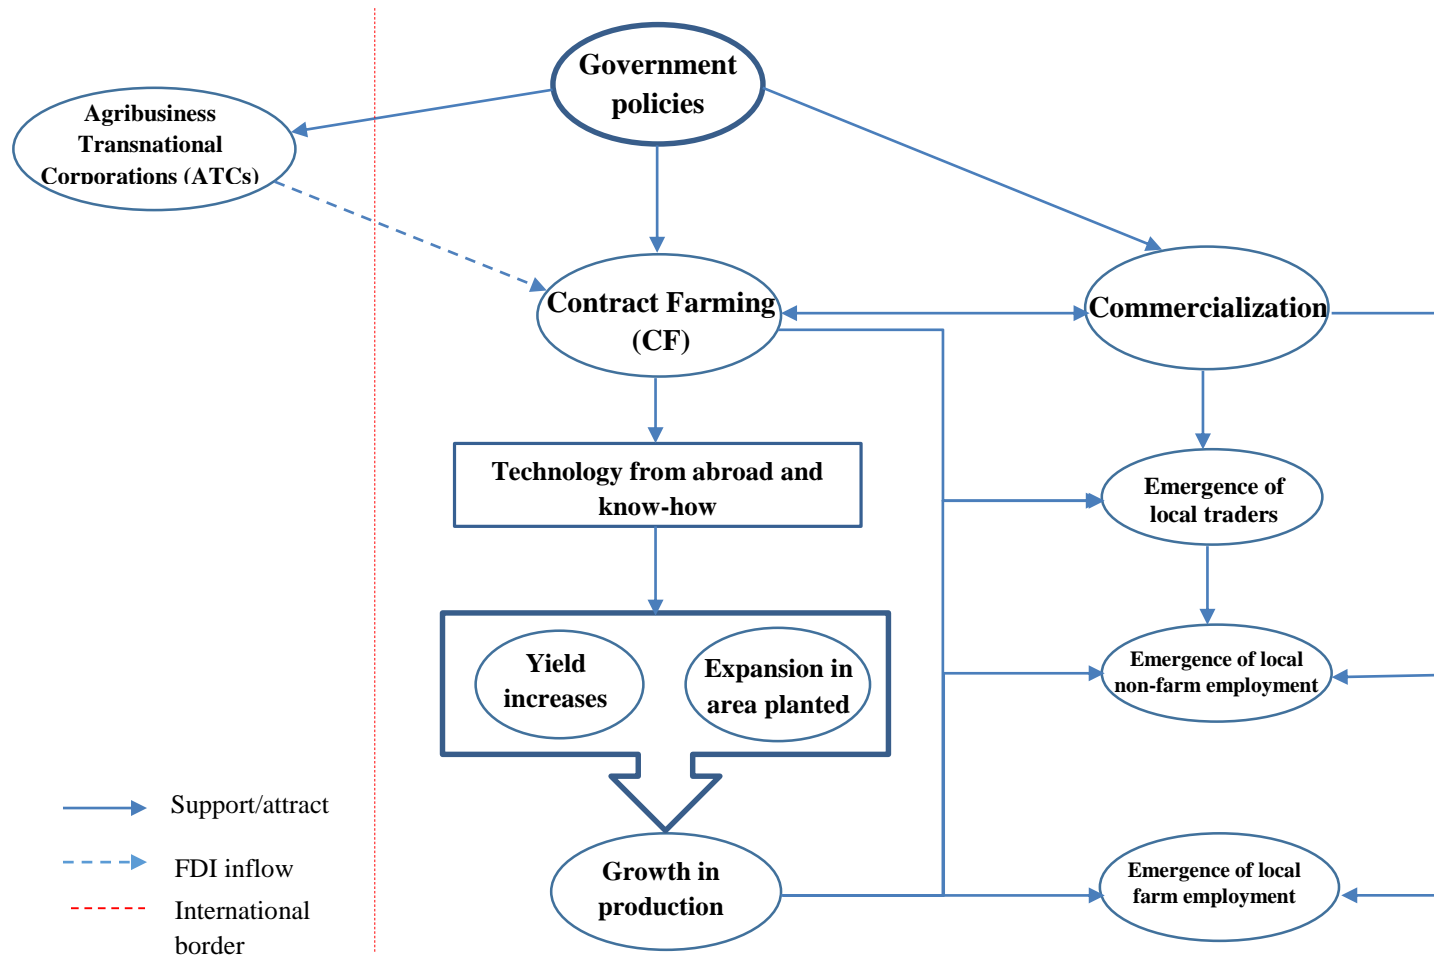 Government
policies
Agribusiness
Transnational
Corporations (ATCs)
Contract Farming
(CF)
Commercialization
Technology from abroad and
know-how
Emergence of
local traders
Yield
increases
Expansion in
area planted
Emergence of local
non-farm employment
Support/attract
FDI inflow
International
border
Growth in
production
Emergence of local
farm employment